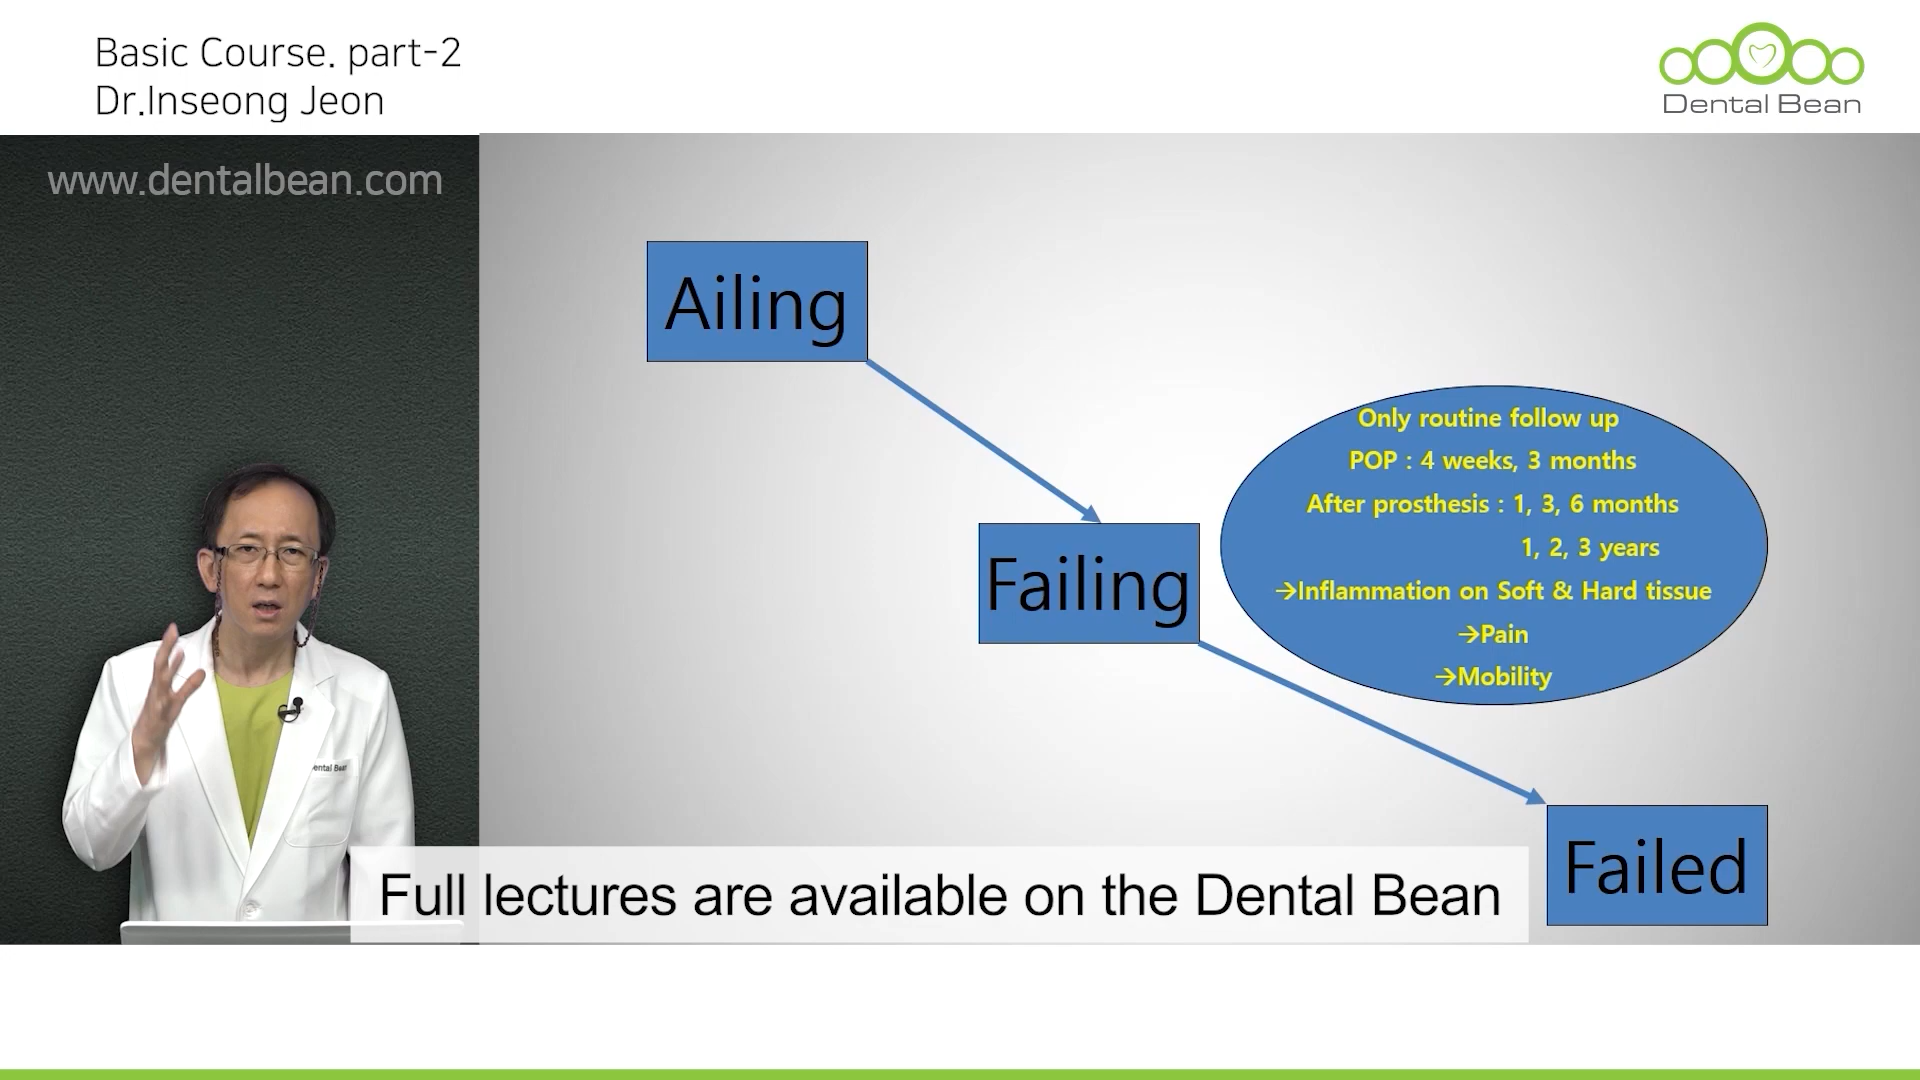 Basic Course. part-2
Dr.Inseong Jeon
Dental Bean
www.dentalbean.com
Ailing
Only routine follow up
POP : 4 weeks, 3 months
After prosthesis : 1, 3, 6 months
1, 2, 3 years
→Inflammation on Soft & Hard tissue
→Pain
→Mobility
Failing
ental Bean
Failed
Full lectures are available on the Dental Bean